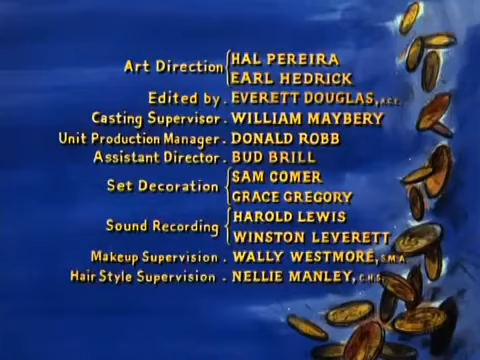 Art Direction { HAL PEREIRA
EARL HEDRICK
Edited by . EVERETT DOUGLAS, A.C.E.
Casting Supervisor . WILLIAM MAYBERY
Unit Production Manager . DONALD ROBB
Assistant Director . BUD BRILL
Set Decoration { SAM COMER
GRACE GREGORY
Sound Recording { HAROLD LEWIS
WINSTON LEVERETT
Makeup Supervision . WALLY WESTMORE, S.M.A.
Hair Style Supervision . NELLIE MANLEY, C.H.S.